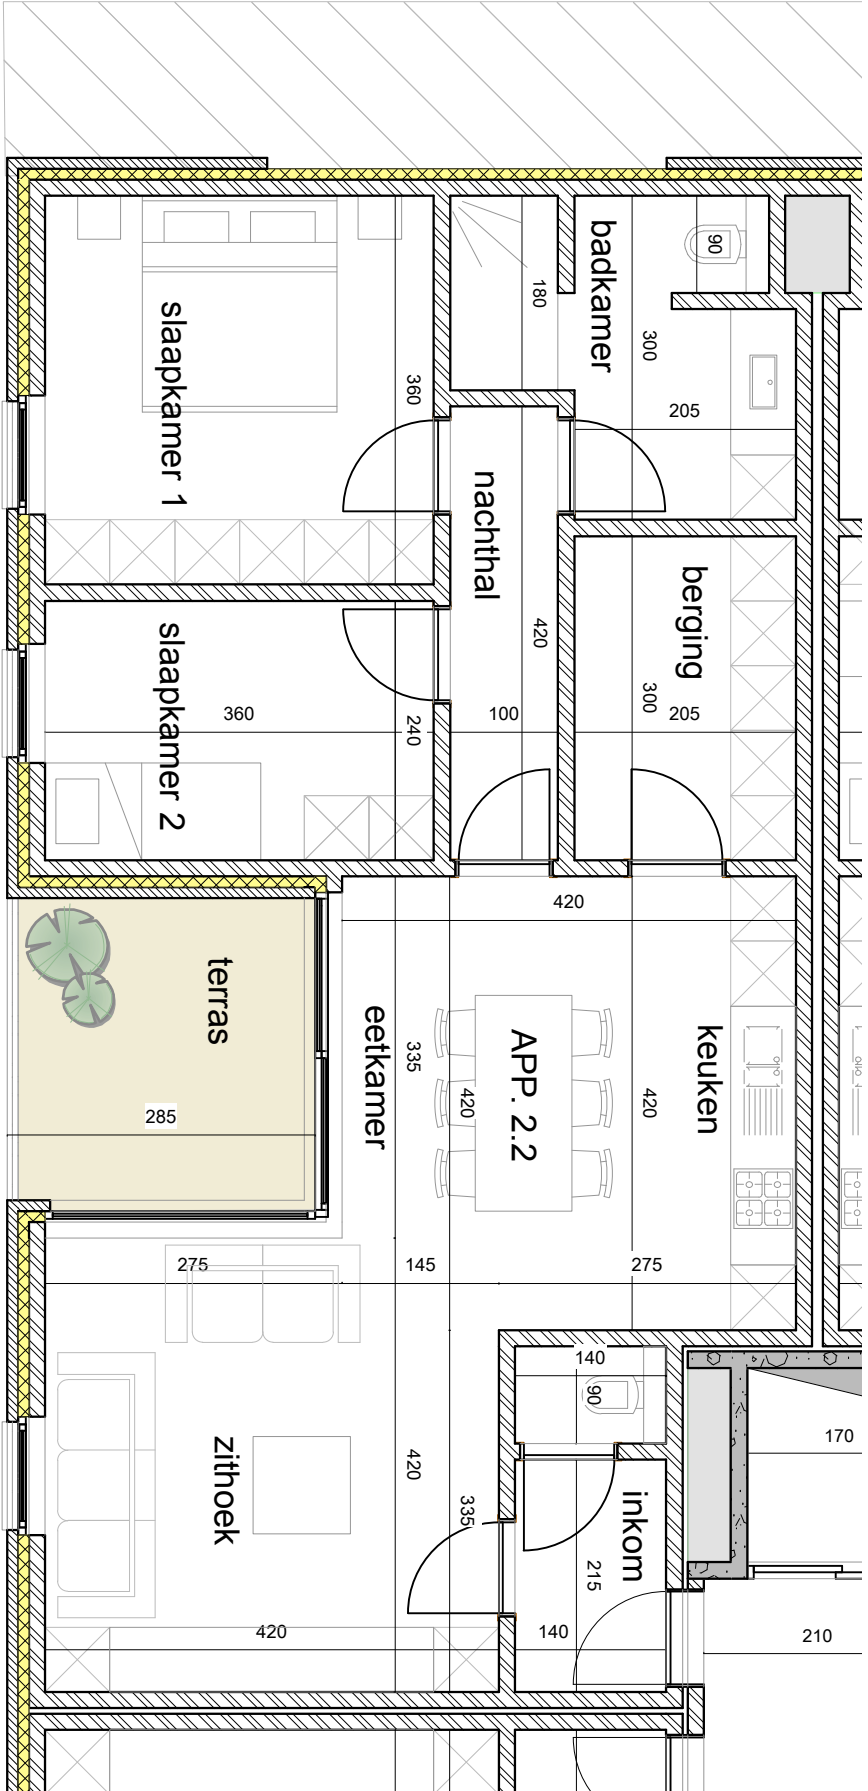 90
badkamer
180
300
slaapkamer 1
360
205
nachthal
berging
420
slaapkamer 2
300
360
240
100
205
420
terras
eetkamer
335
420
APP. 2.2
420
keuken
285
275
145
275
140
90
170
zithoek
420
335
inkom
215
420
140
210